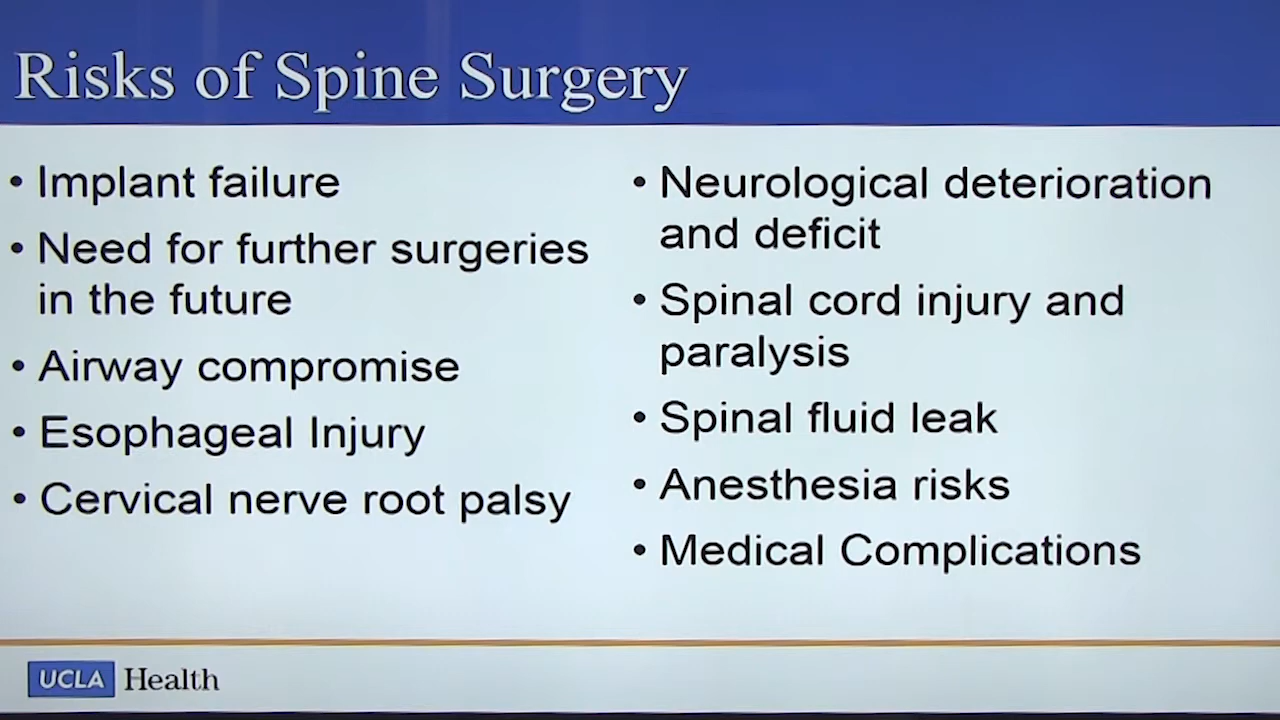 Risks of Spine Surgery
• Implant failure
• Need for further surgeries
in the future
• Airway compromise
• Esophageal Injury
• Cervical nerve root palsy
• Neurological deterioration
and deficit
• Spinal cord injury and
paralysis
• Spinal fluid leak
• Anesthesia risks
• Medical Complications
UCLA Health